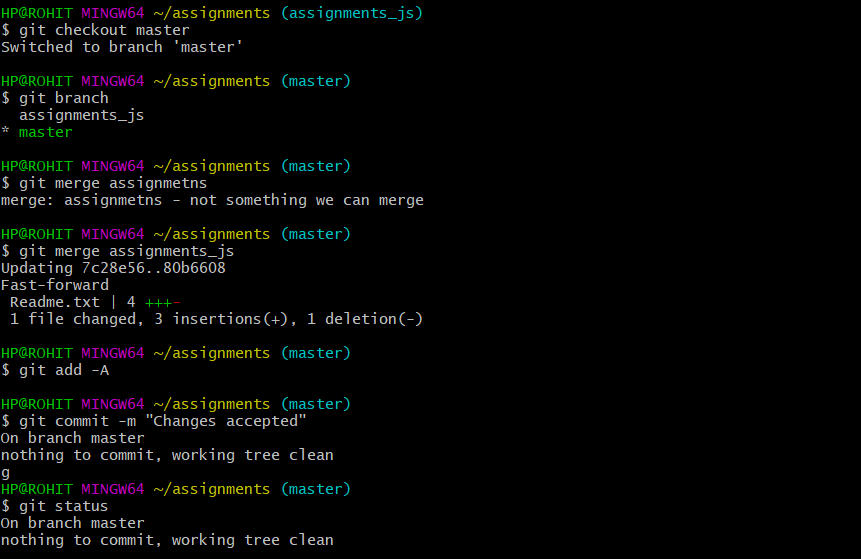 HP@ROHIT MINGW64 ~/assignments (assignments_js)
$ git checkout master
Switched to branch 'master'
HP@ROHIT MINGW64 ~/assignments (master)
$ git branch
  assignments_js
* master
HP@ROHIT MINGW64 ~/assignments (master)
$ git merge assignmetns
merge: assignmetns - not something we can merge
HP@ROHIT MINGW64 ~/assignments (master)
$ git merge assignments_js
Updating 7c28e56..80b6608
Fast-forward
 Readme.txt | 4 +++-
 1 file changed, 3 insertions(+), 1 deletion(-)
HP@ROHIT MINGW64 ~/assignments (master)
$ git add -A
HP@ROHIT MINGW64 ~/assignments (master)
$ git commit -m "Changes accepted"
On branch master
nothing to commit, working tree clean
g
HP@ROHIT MINGW64 ~/assignments (master)
$ git status
On branch master
nothing to commit, working tree clean